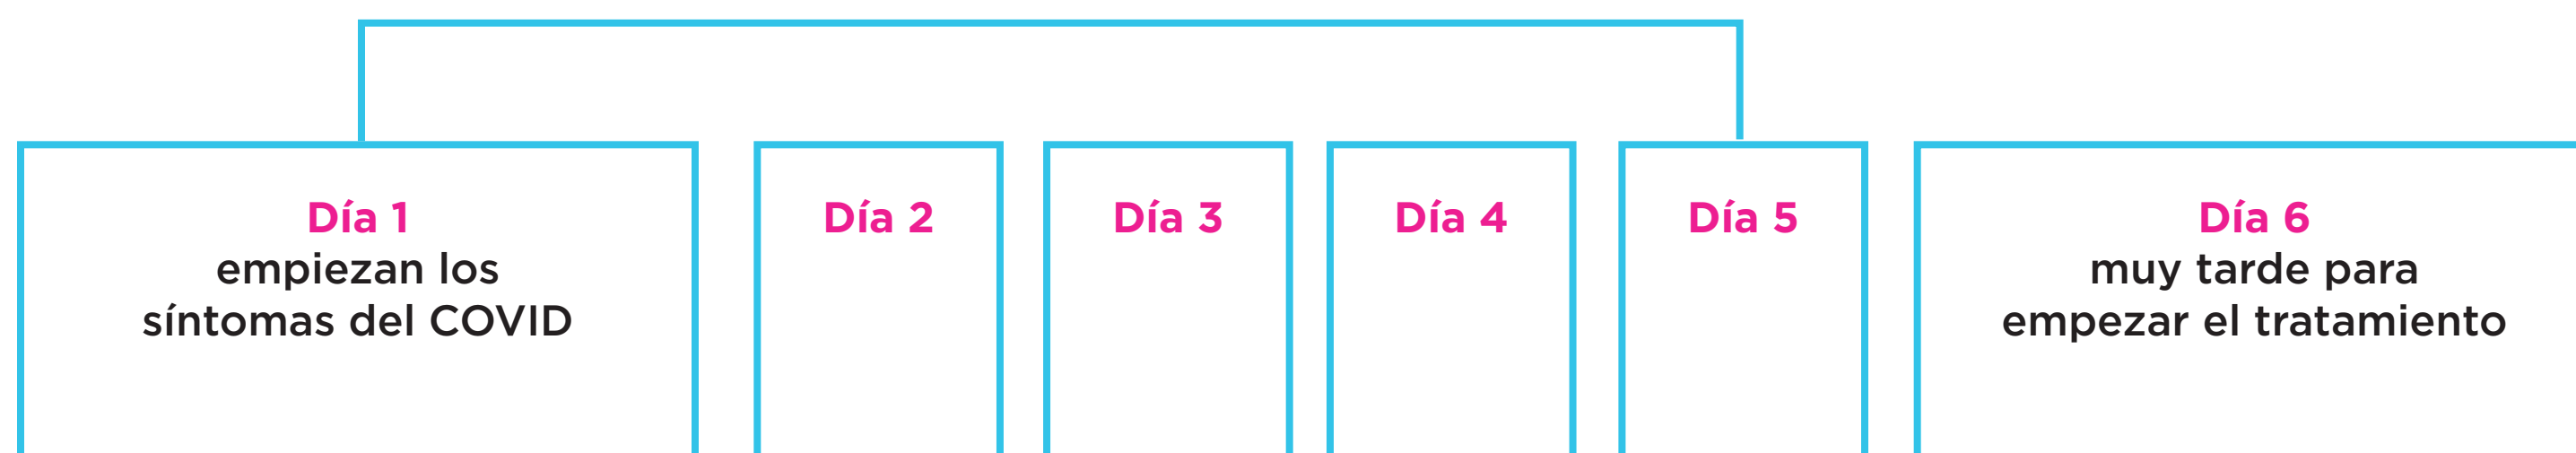 Día 1
empiezan los
síntomas del COVID
Día 2
Día 3
Día 4
Día 5
Día 6
muy tarde para
empezar el tratamiento